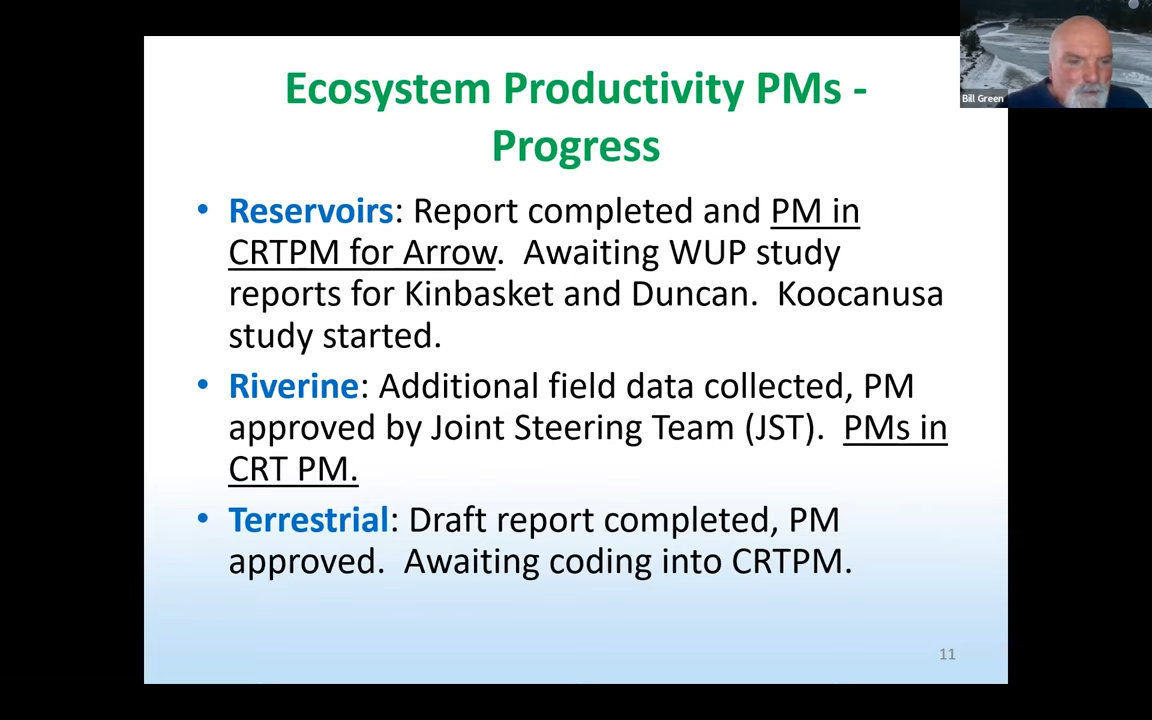 Ecosystem Productivity PMs -
Progress
Bill Green
• Reservoirs: Report completed and PM in
CRTPM for Arrow.  Awaiting WUP study
reports for Kinbasket and Duncan.  Koocanusa
study started.
• Riverine: Additional field data collected, PM
approved by Joint Steering Team (JST).  PMs in
CRT PM.
• Terrestrial: Draft report completed, PM
approved.  Awaiting coding into CRTPM.
11